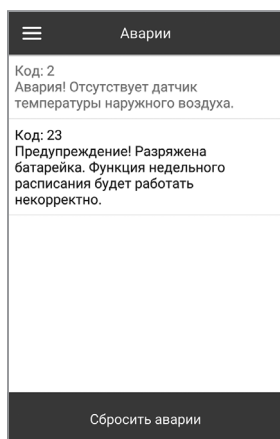 Аварии
Код: 2
Авария! Отсутствует датчик
температуры наружного воздуха.
Код: 23
Предупреждение! Разряжена
батарейка. Функция недельного
расписания будет работать
некорректно.
Сбросить аварии